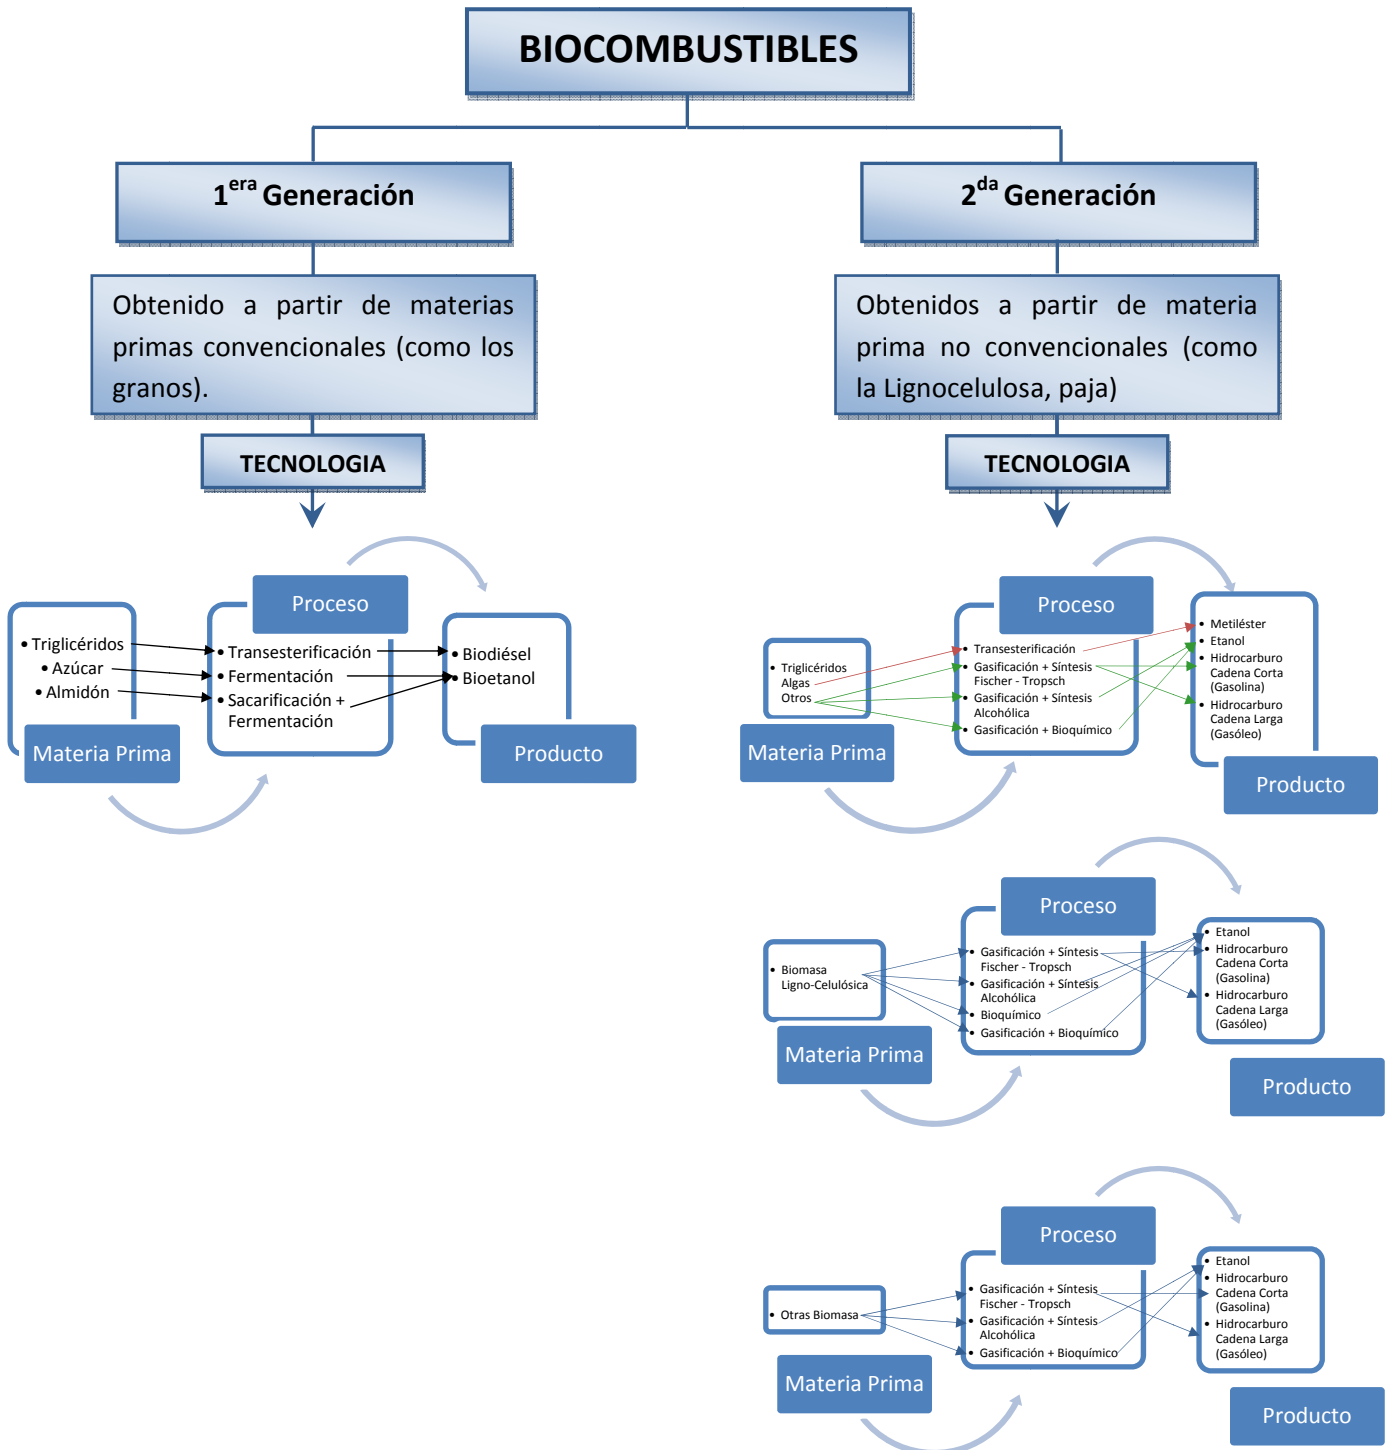 BIOCOMBUSTIBLES
1era Generación
Obtenido a partir de materias
primas convencionales (como los
granos).
TECNOLOGIA
Proceso
• Triglicéridos
• Azúcar
• Almidón
Materia Prima
• Transesterificación
• Fermentación
• Sacarificación +
Fermentación
• Biodiésel
• Bioetanol
Producto
2da Generación
Obtenidos a partir de materia
prima no convencionales (como
la Lignocelulosa, paja)
TECNOLOGIA
Proceso
• Triglicéridos
Algas
Otros
Materia Prima
• Transesterificación
• Gasificación + Síntesis
Fischer - Tropsch
• Gasificación + Síntesis
Alcohólica
• Gasificación + Bioquímico
• Metiléster
• Etanol
• Hidrocarburo
Cadena Corta
(Gasolina)
• Hidrocarburo
Cadena Larga
(Gasóleo)
Producto
Proceso
• Biomasa
Ligno-Celulósica
Materia Prima
• Gasificación + Síntesis
Fischer - Tropsch
• Gasificación + Síntesis
Alcohólica
• Bioquímico
• Gasificación + Bioquímico
• Etanol
• Hidrocarburo
Cadena Corta
(Gasolina)
• Hidrocarburo
Cadena Larga
(Gasóleo)
Producto
Proceso
• Otras Biomasa
Materia Prima
• Gasificación + Síntesis
Fischer - Tropsch
• Gasificación + Síntesis
Alcohólica
• Gasificación + Bioquímico
• Etanol
• Hidrocarburo
Cadena Corta
(Gasolina)
• Hidrocarburo
Cadena Larga
(Gasóleo)
Producto